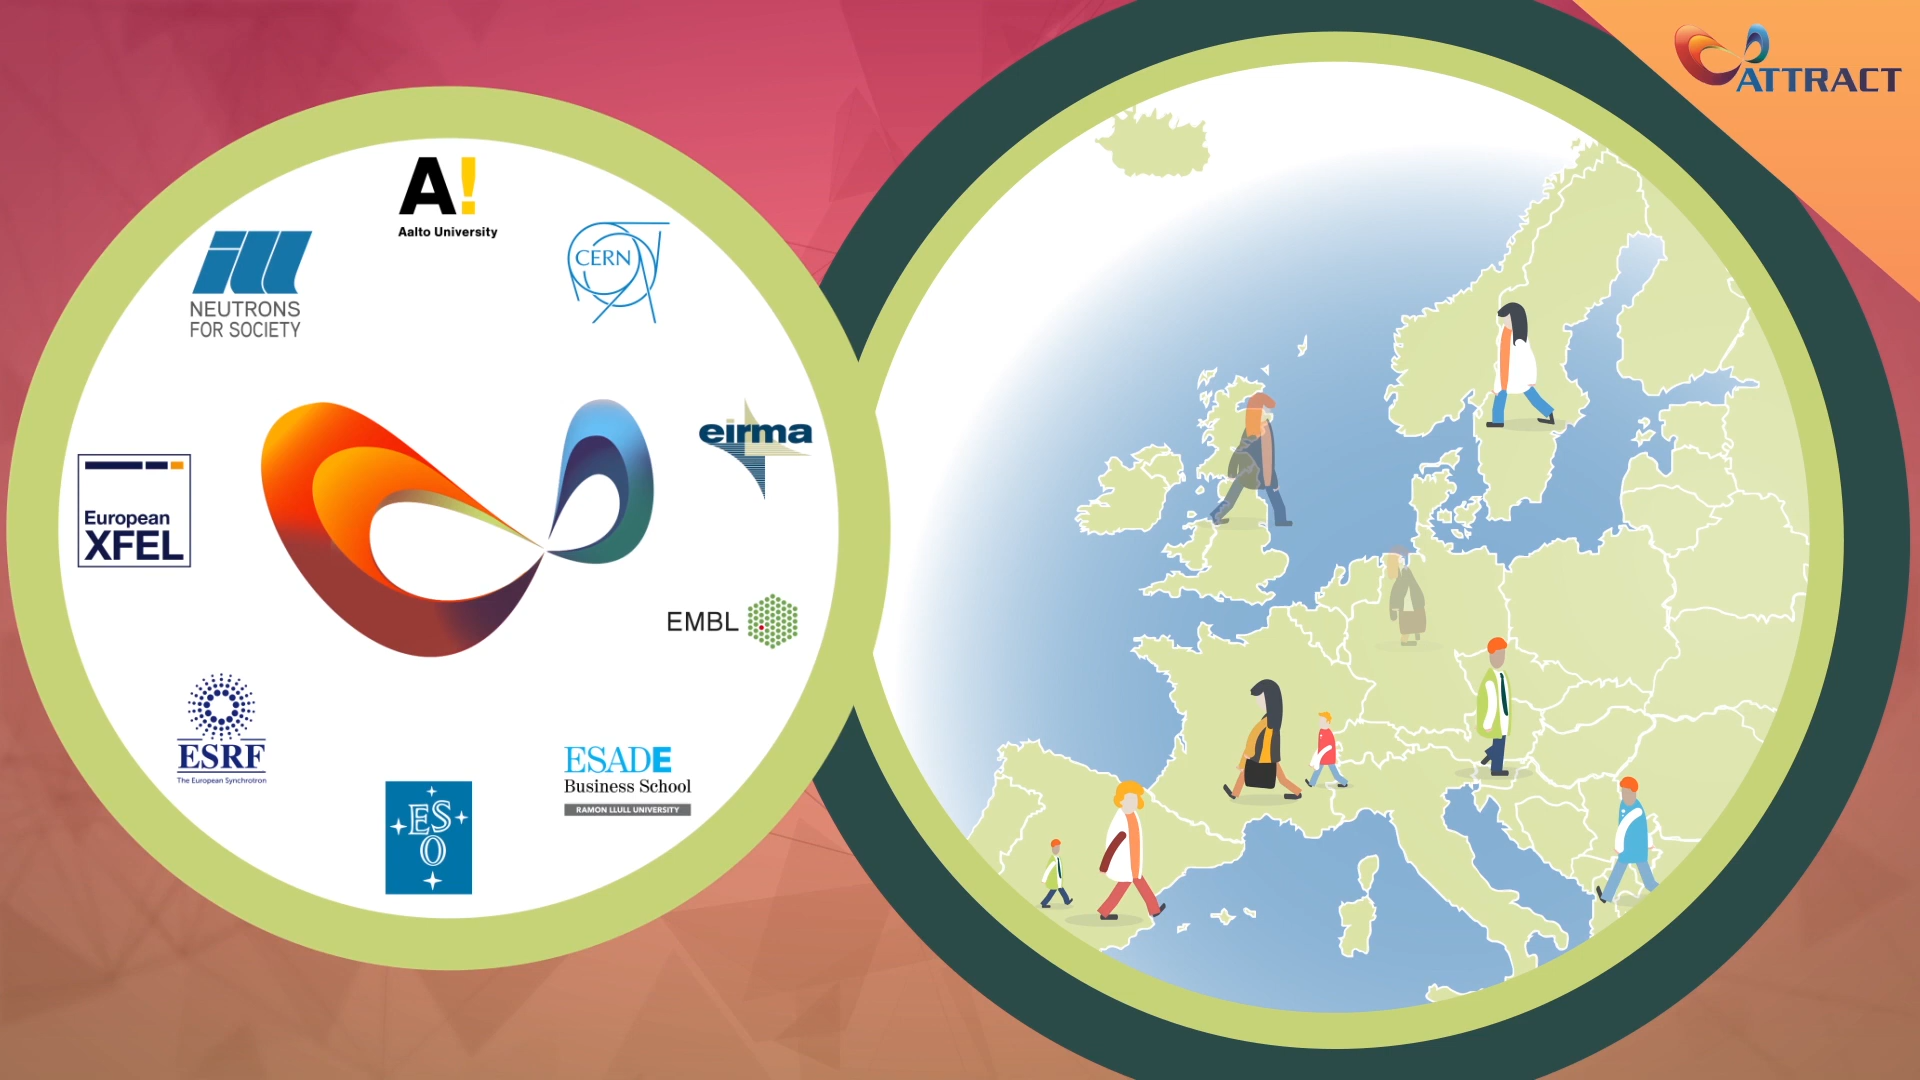 ATTRACT
A!
Aalto University
ill
NEUTRONS
FOR SOCIETY
CERN
eirma
European
XFEL
EMBL
ESRF
The European Synchrotron
ESADE
Business School
RAMON LLULL UNIVERSITY
ES
O